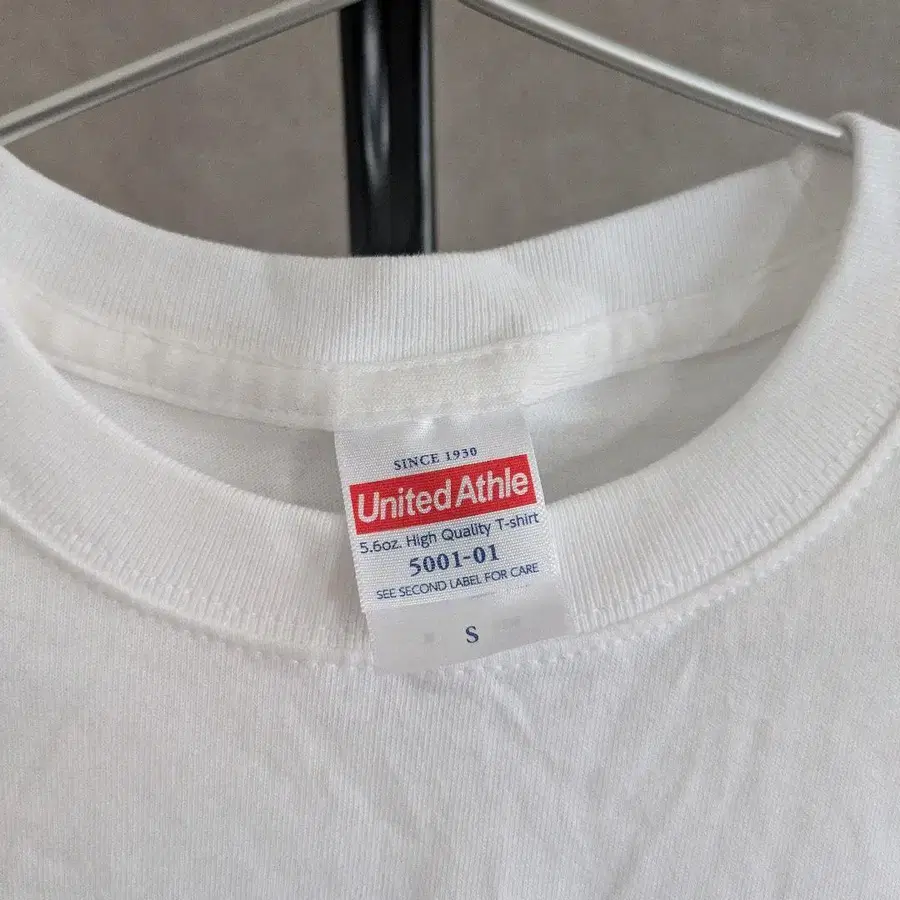 SINCE 1930
United Athle
5.6oz. High Quality T-shirt
5001-01
SEE SECOND LABEL FOR CARE
S